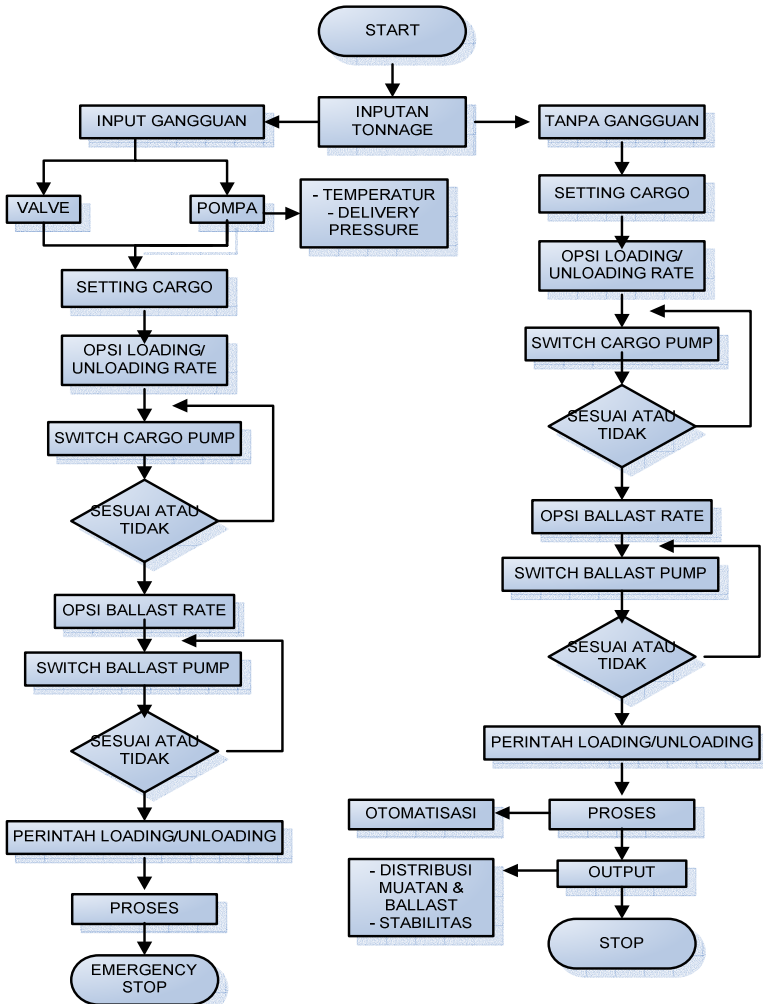 START
INPUTAN
TONNAGE
INPUT GANGGUAN
VALVE
POMPA
- TEMPERATUR
- DELIVERY
PRESSURE
SETTING CARGO
OPSI LOADING/
UNLOADING RATE
SWITCH CARGO PUMP
SESUAI ATAU
TIDAK
OPSI BALLAST RATE
SWITCH BALLAST PUMP
SESUAI ATAU
TIDAK
PERINTAH LOADING/UNLOADING
PROSES
EMERGENCY
STOP
TANPA GANGGUAN
SETTING CARGO
OPSI LOADING/
UNLOADING RATE
SWITCH CARGO PUMP
SESUAI ATAU
TIDAK
OPSI BALLAST RATE
SWITCH BALLAST PUMP
SESUAI ATAU
TIDAK
PERINTAH LOADING/UNLOADING
PROSES
OTOMATISASI
OUTPUT
- DISTRIBUSI
MUATAN &
BALLAST
- STABILITAS
STOP